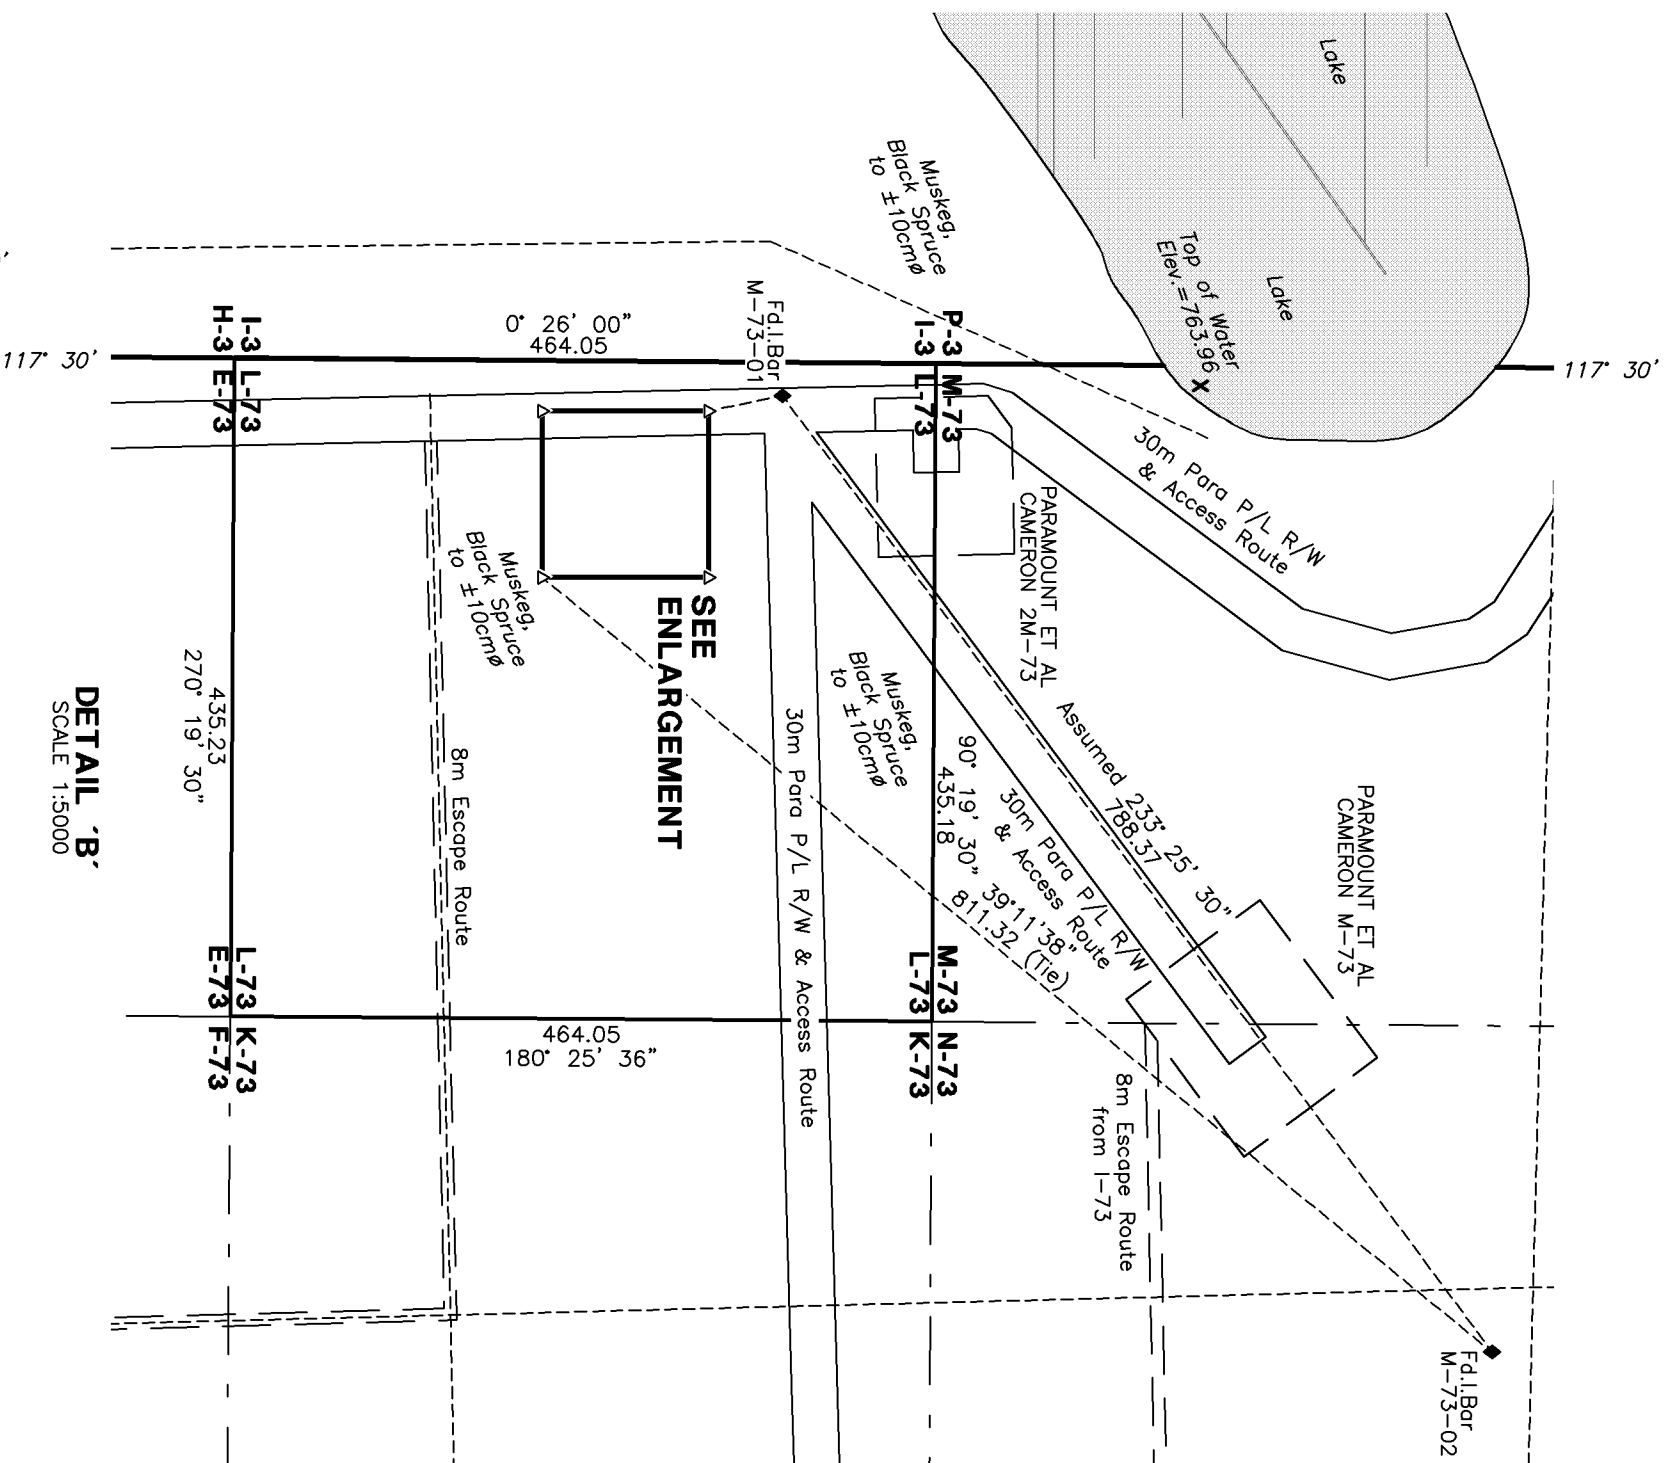 Lake
Lake
Top of Water
Elev.=763.96
X
Muskeg,
Black Spruce
to ±10cmø
117° 30'
117° 30'
I-3
H-3
L-73
E-73
0° 26' 00"
464.05
Fd.I.Bar
M-73-01
P-3
I-3
M-73
L-73
30m Para P/L R/W
& Access Route
PARAMOUNT ET AL
CAMERON 2M-73
Muskeg,
Black Spruce
to ±10cmø
SEE
ENLARGEMENT
Muskeg,
Black Spruce
to ±10cmø
Assumed 233° 25' 30"
788.37
PARAMOUNT ET AL
CAMERON M-73
90° 19' 30"
435.18
30m Para P/L R/W
& Access Route
39°11'38"
811.32 (Tie)
30m Para P/L R/W & Access Route
8m Escape Route
435.23
270° 19' 30"
DETAIL 'B'
SCALE 1:5000
L-73
E-73
K-73
F-73
464.05
180° 25' 36"
M-73
L-73
N-73
K-73
8m Escape Route
from I-73
Fd.I.Bar
M-73-02